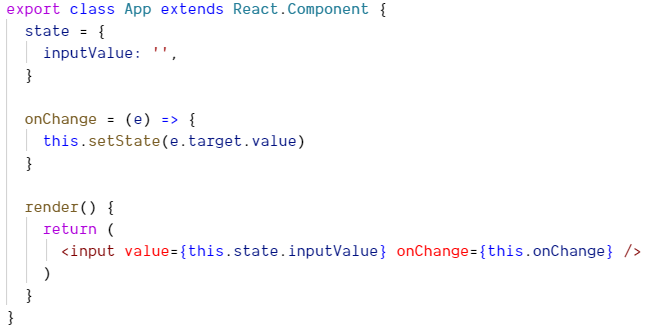 export class App extends React.Component {
  state = {
    inputValue: '',
  }

  onChange = (e) => {
    this.setState(e.target.value)
  }

  render() {
    return (
      <input value={this.state.inputValue} onChange={this.onChange} />
    )
  }
}